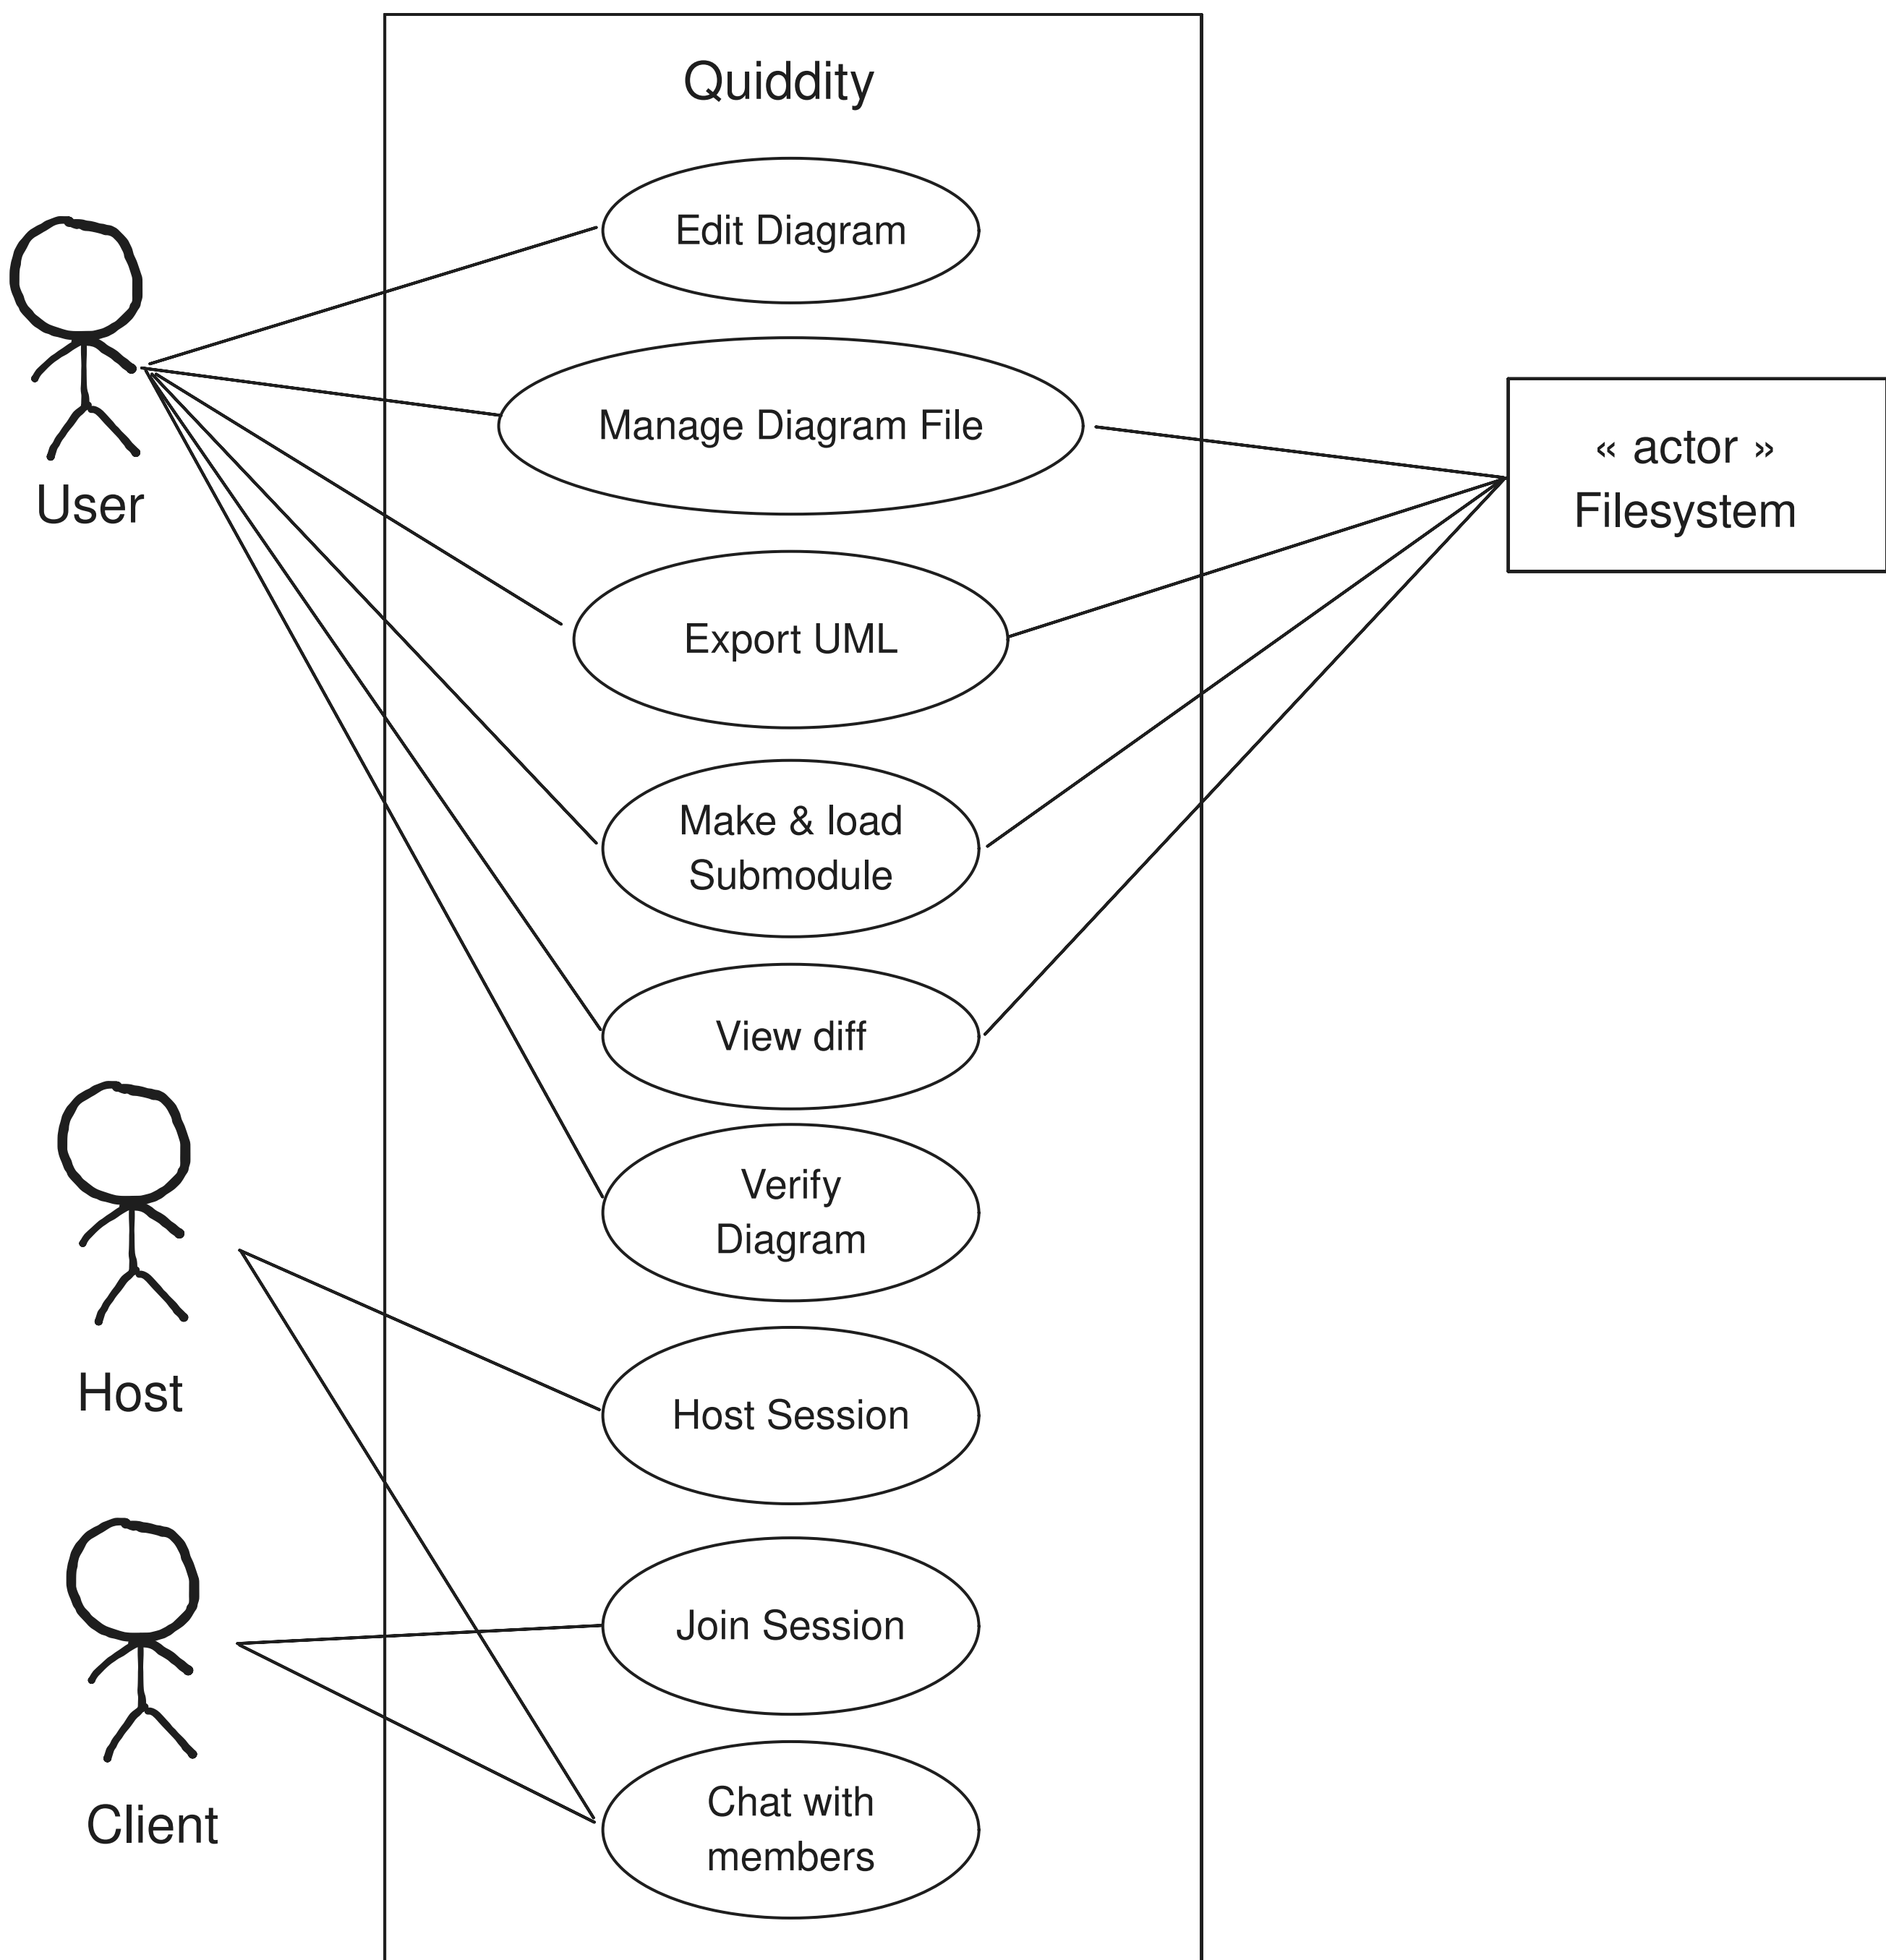 Quiddity
Edit Diagram
User
Manage Diagram File
« actor »
Filesystem
Export UML
Make & load
Submodule
View diff
Verify
Diagram
Host
Host Session
Join Session
Client
Chat with
members